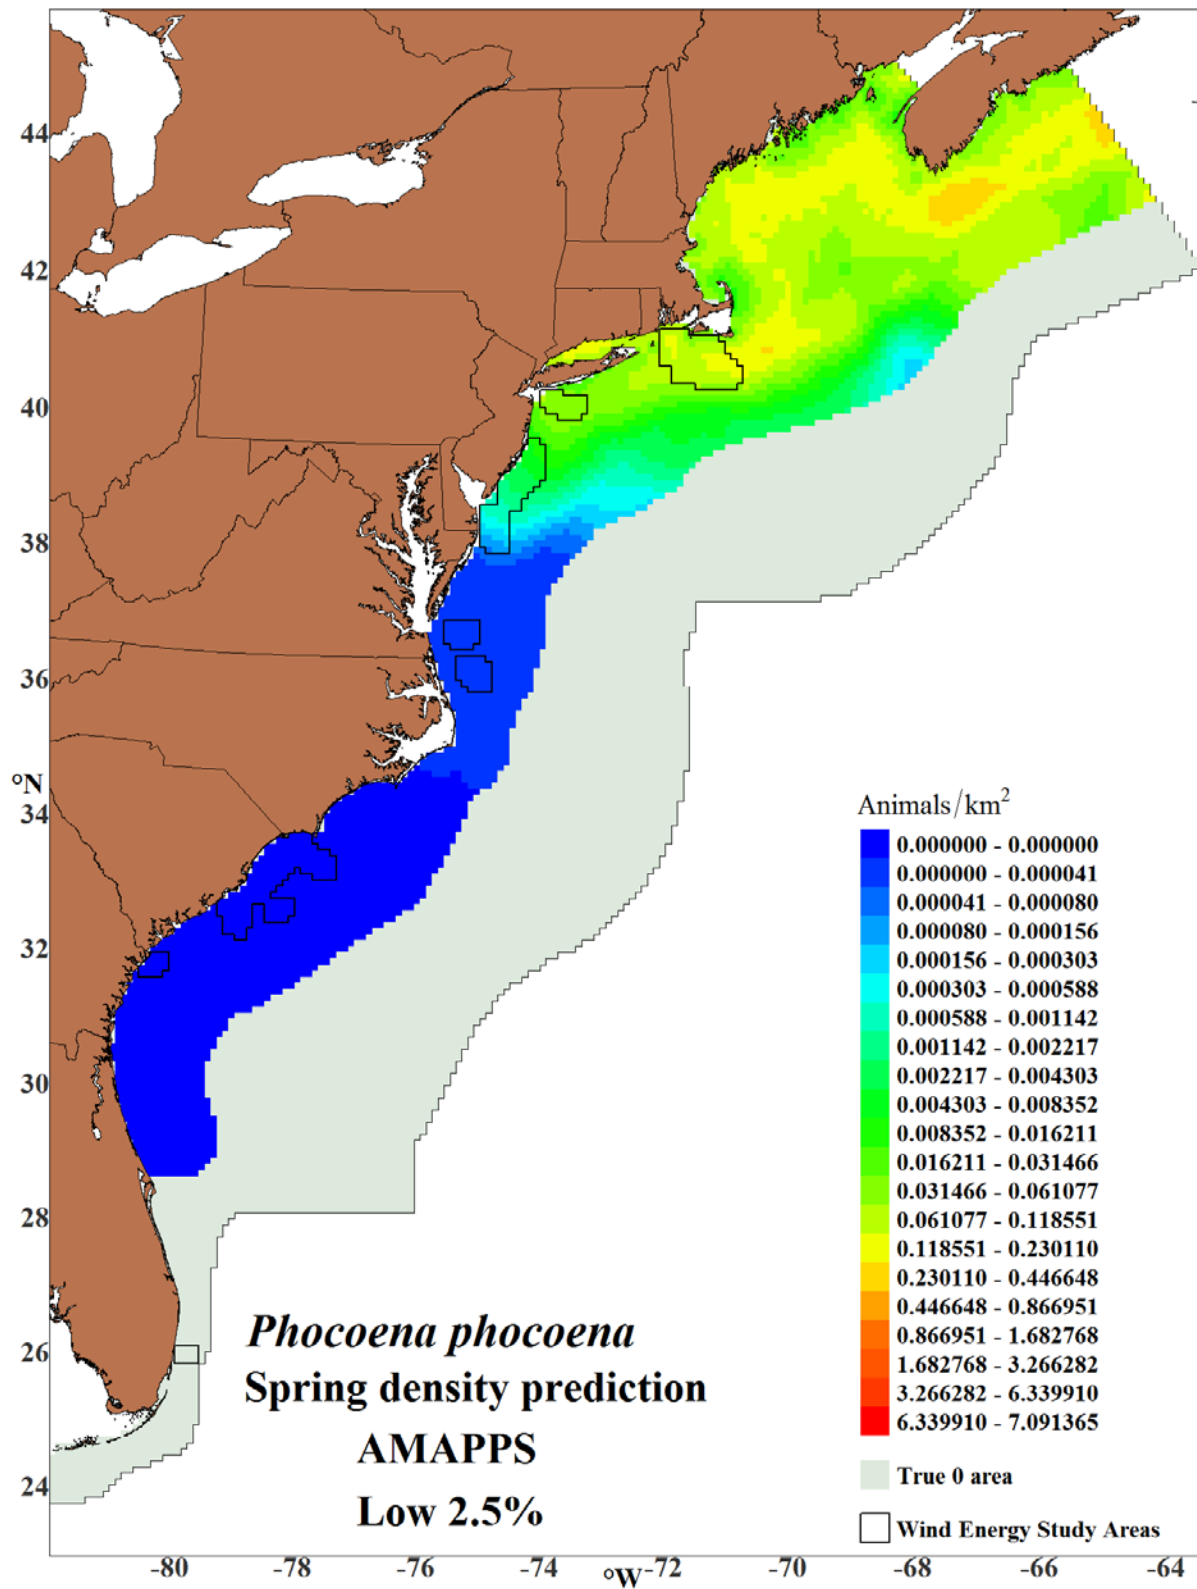 44
42
40
38
36
°N
34
32
30
28
26
24
Animals/km²
0.000000 - 0.000000
0.000000 - 0.000041
0.000041 - 0.000080
0.000080 - 0.000156
0.000156 - 0.000303
0.000303 - 0.000588
0.000588 - 0.001142
0.001142 - 0.002217
0.002217 - 0.004303
0.004303 - 0.008352
0.008352 - 0.016211
0.016211 - 0.031466
0.031466 - 0.061077
0.061077 - 0.118551
0.118551 - 0.230110
0.230110 - 0.446648
0.446648 - 0.866951
0.866951 - 1.682768
1.682768 - 3.266282
3.266282 - 6.339910
6.339910 - 7.091365
True 0 area
Wind Energy Study Areas
Phocoena phocoena
Spring density prediction
AMAPPS
Low 2.5%
-80 -78 -76 -74 °W -72 -70 -68 -66 -64